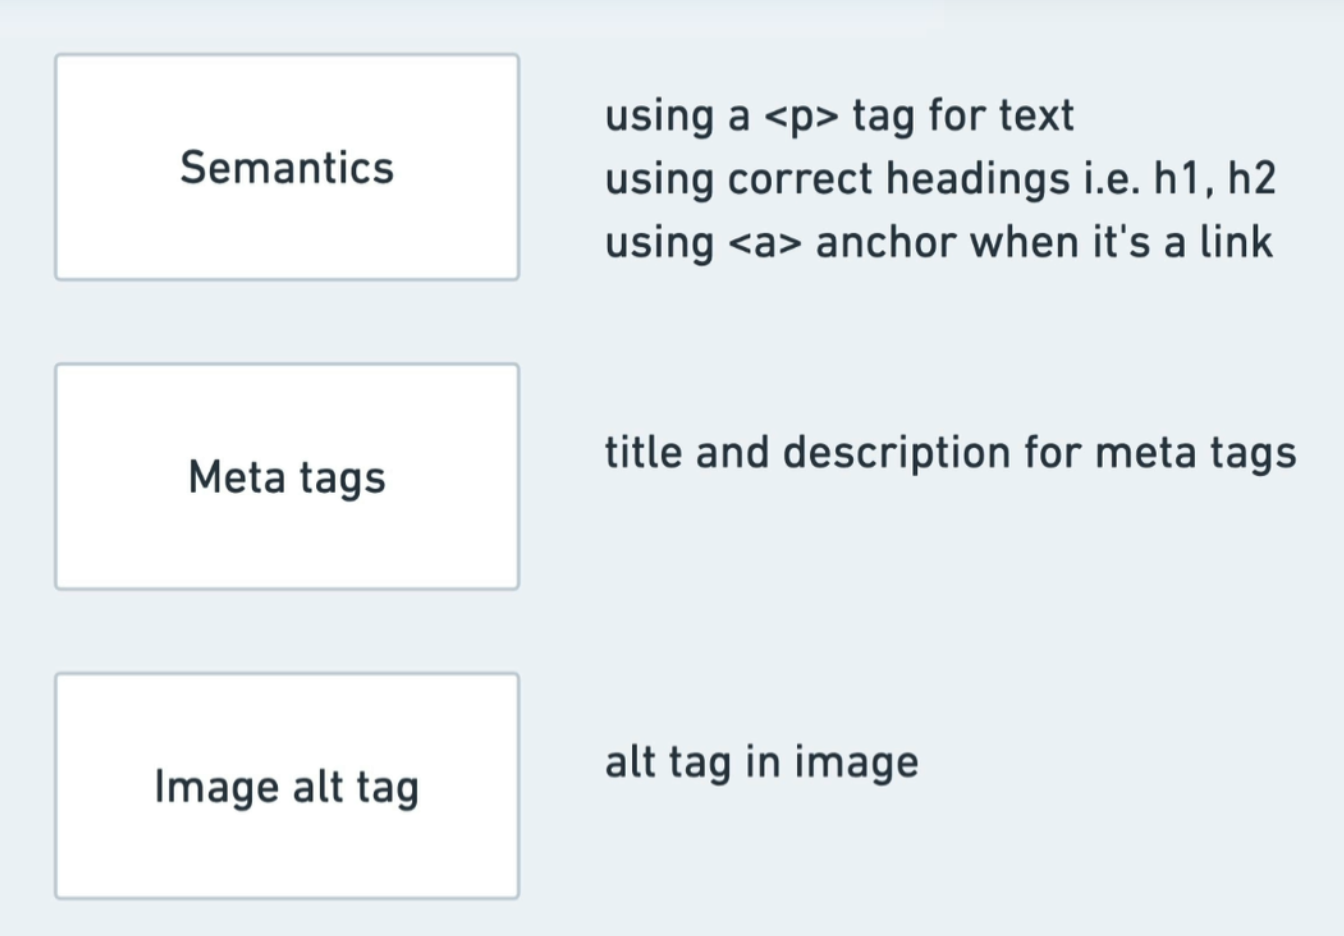 Semantics
using a <p> tag for text
using correct headings i.e. h1, h2
using <a> anchor when it's a link
Meta tags
title and description for meta tags
Image alt tag
alt tag in image